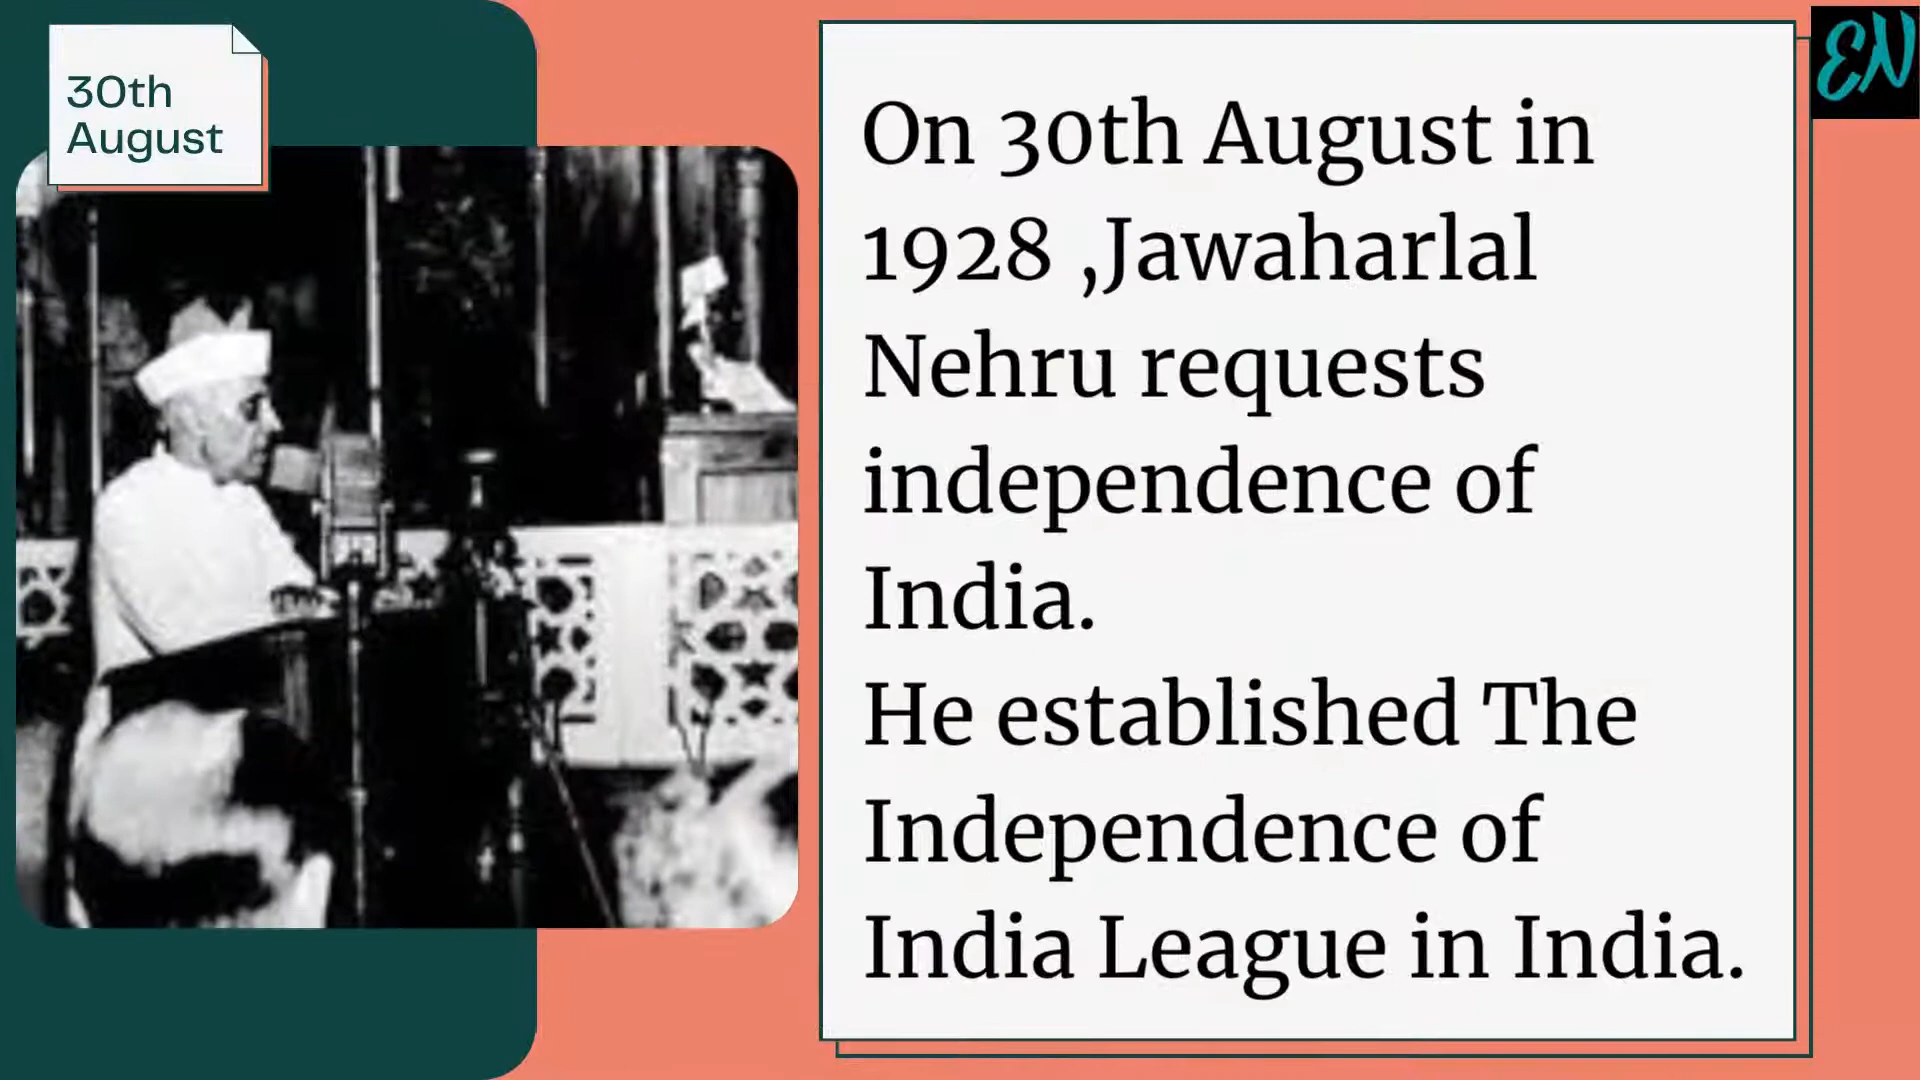 30th
August
EN
On 30th August in
1928 ,Jawaharlal
Nehru requests
independence of
India.
He established The
Independence of
India League in India.